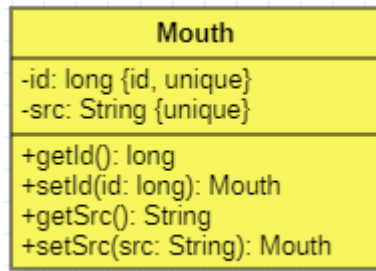 Mouth
-id: long {id, unique}
-src: String {unique}
+getId(): long
+setId(id: long): Mouth
+getSrc(): String
+setSrc(src: String): Mouth